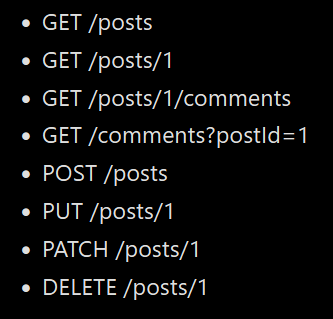 • GET /posts
• GET /posts/1
• GET /posts/1/comments
• GET /comments?postId=1
• POST /posts
• PUT /posts/1
• PATCH /posts/1
• DELETE /posts/1